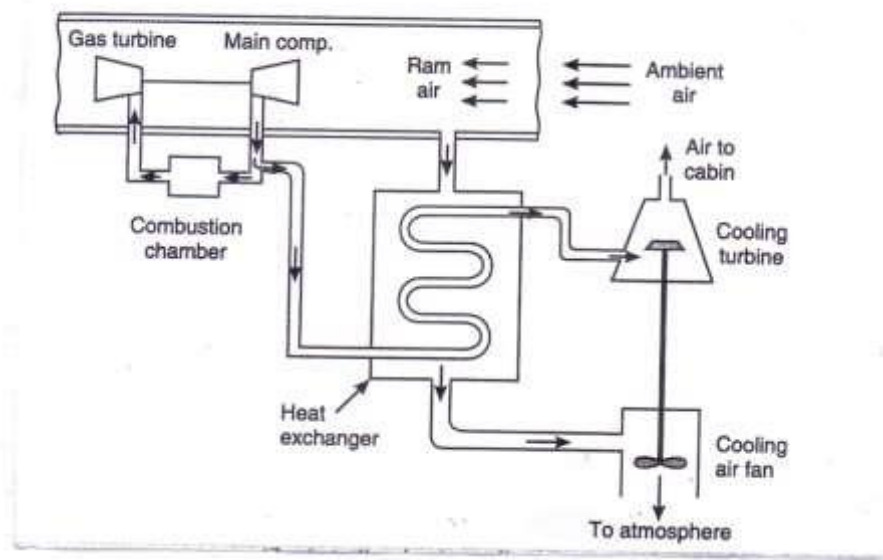 Gas turbine
Main comp.
Ram
air
Ambient
air
Air to
cabin
Combustion
chamber
Cooling
turbine
Heat
exchanger
Cooling
air fan
To atmosphere